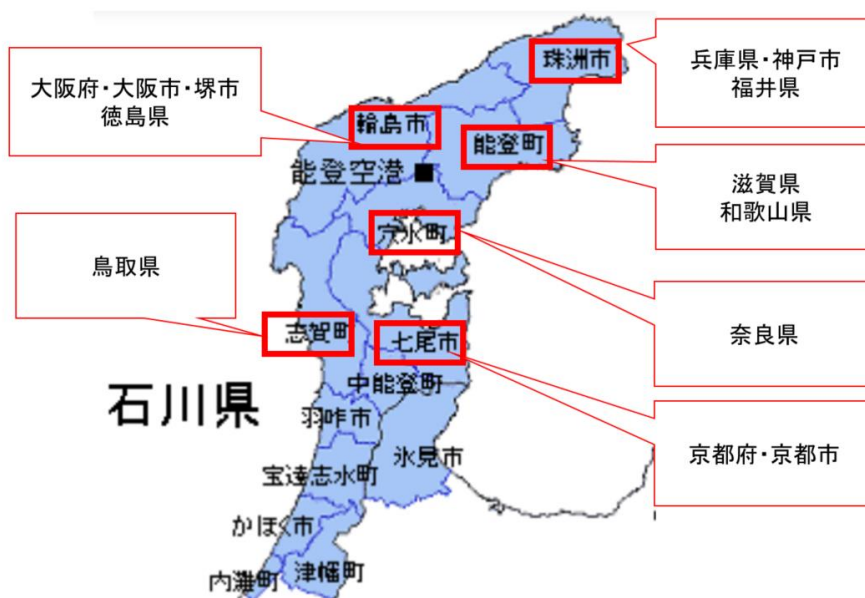 珠洲市
兵庫県・神戸市
福井県
大阪府・大阪市・堺市
徳島県
輪島市
能登町
能登空港
滋賀県
和歌山県
穴水町
鳥取県
奈良県
志賀町
七尾市
中能登町
石川県
羽咋市
氷見市
京都府・京都市
宝達志水町
かほく市
内灘町
津幡町